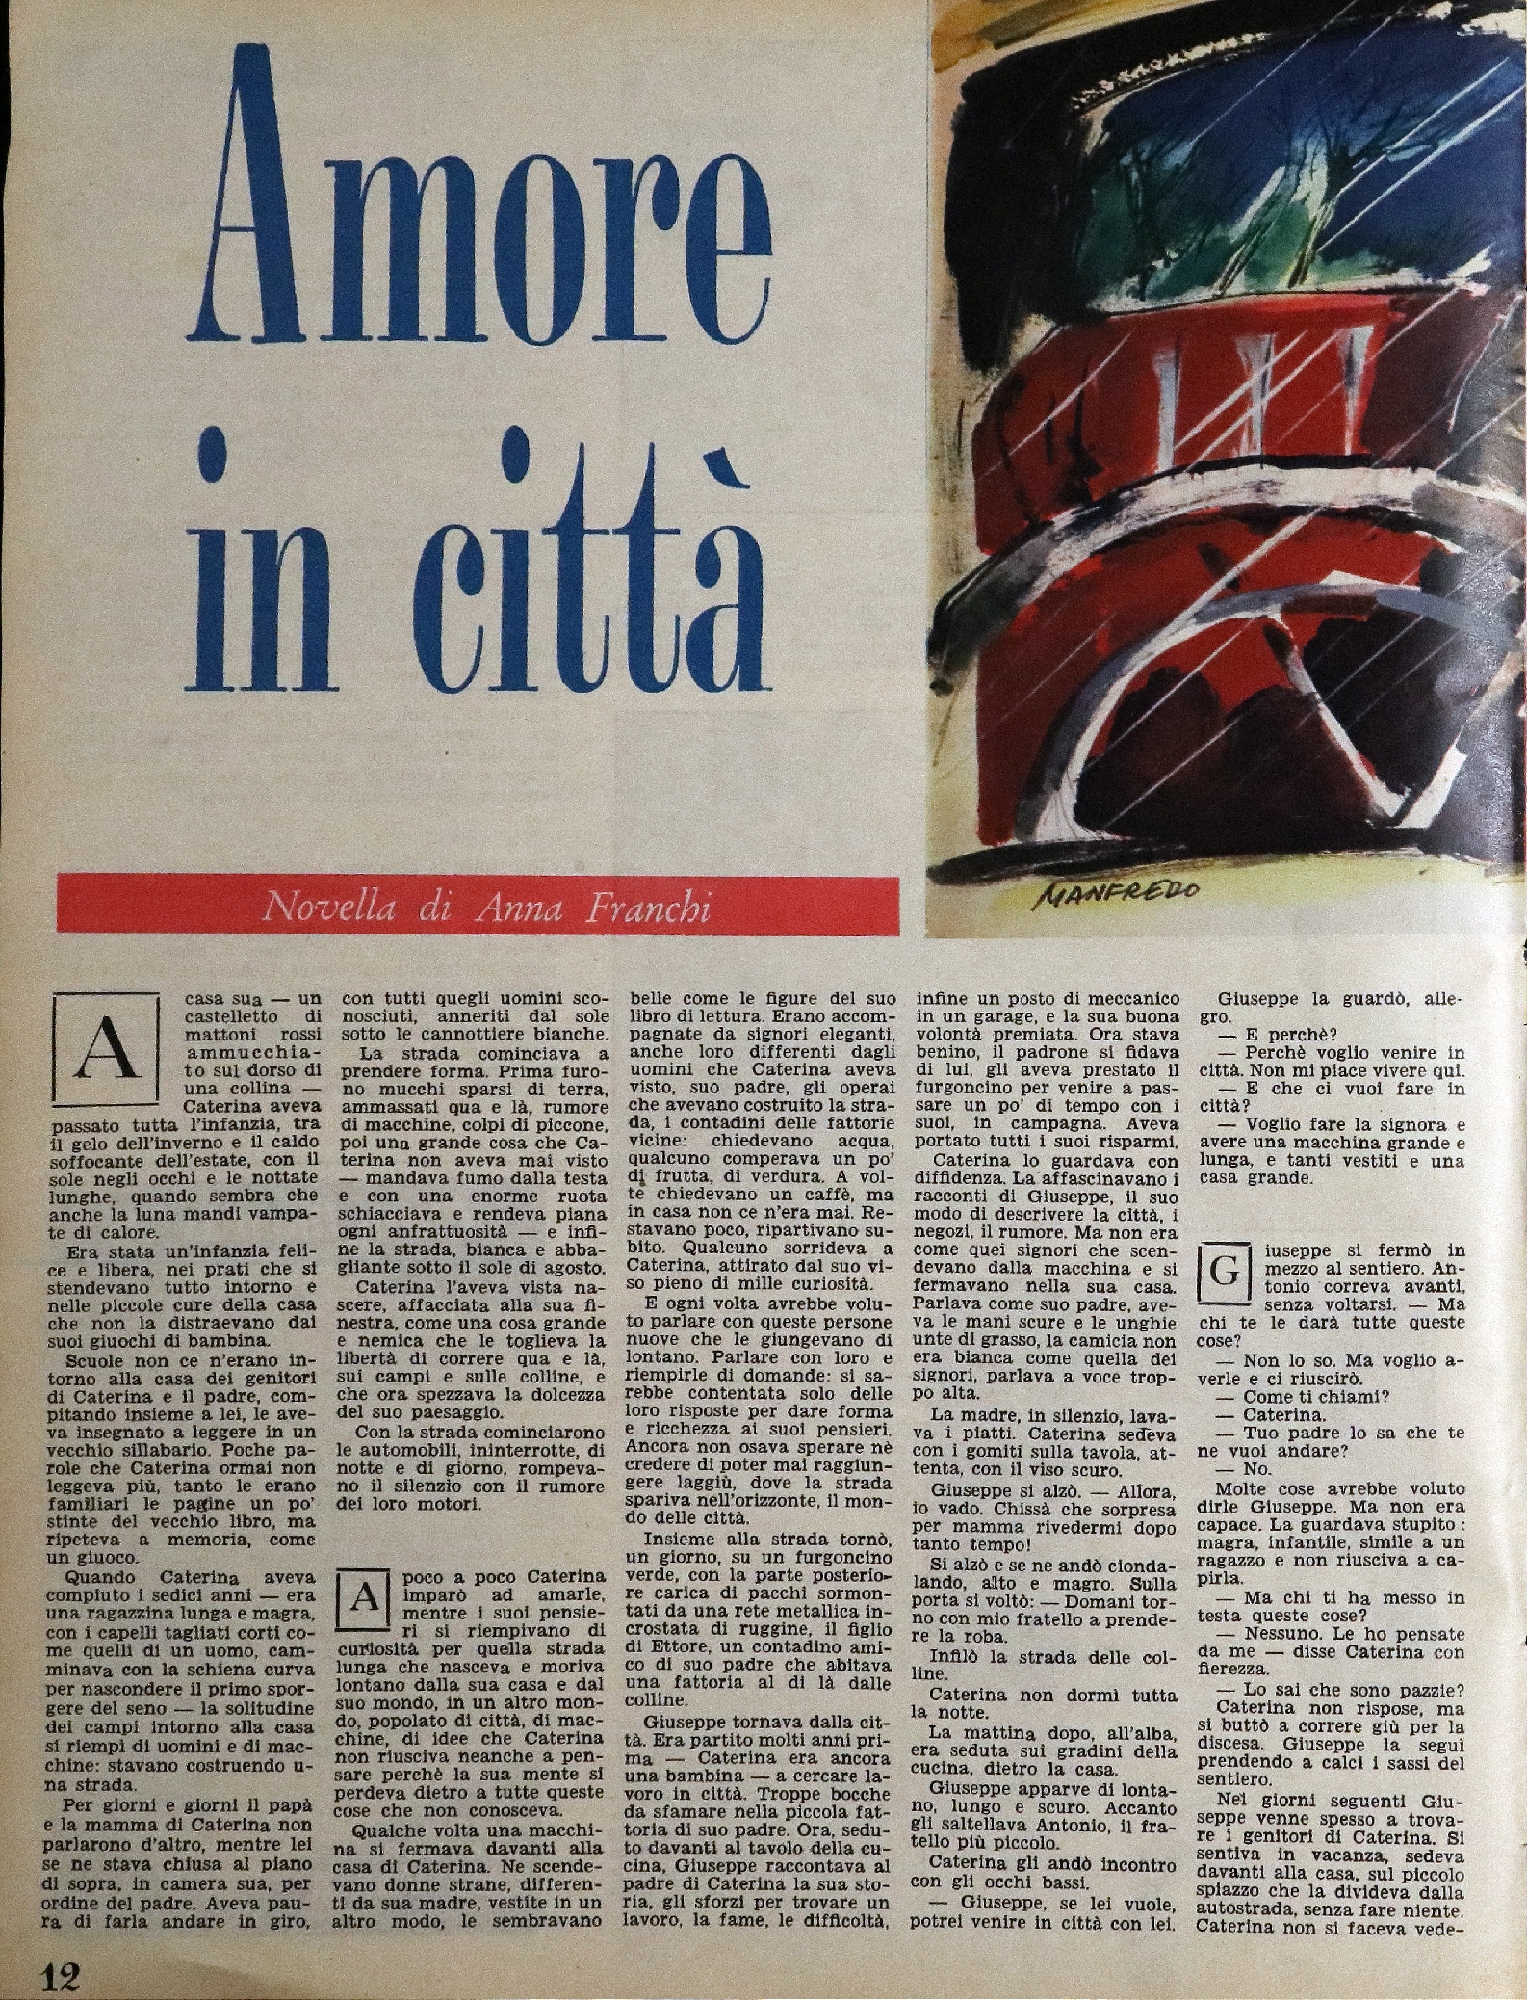 Amore
in città
MANFREDO
Novella di Anna Franchi
A
casa sua — un
castelletto di
mattoni rossi
ammucchia-
to sul dorso di
una collina —
Caterina aveva
passato tutta l'infanzia, tra
il gelo dell'inverno e il caldo
soffocante dell'estate, con il
sole negli occhi e le nottate
lunghe, quando sembra che
anche la luna mandi vampa-
te di calore.
Era stata un'infanzia feli-
ce e libera, nei prati che si
stendevano tutto intorno e
nelle piccole cure della casa
che non la distraevano dai
suoi giuochi di bambina.
Scuole non ce n'erano in-
torno alla casa dei genitori
di Caterina e il padre, com-
pitando insieme a lei, le ave-
va insegnato a leggere in un
vecchio sillabario. Poche pa-
role che Caterina ormai non
leggeva più, tanto le erano
familiari le pagine un po'
stinte del vecchio libro, ma
ripeteva a memoria, come
un giuoco.
Quando Caterina aveva
compiuto i sedici anni — era
una ragazzina lunga e magra,
con i capelli tagliati corti co-
me quelli di un uomo, cam-
minava con la schiena curva
per nascondere il primo spor-
gere del seno — la solitudine
dei campi intorno alla casa
si riempì di uomini e di mac-
chine: stavano costruendo u-
na strada.
Per giorni e giorni il papà
e la mamma di Caterina non
parlarono d'altro, mentre lei
se ne stava chiusa al piano
di sopra, in camera sua, per
ordine del padre. Aveva pau-
ra di farla andare in giro,
con tutti quegli uomini sco-
nosciuti, anneriti dal sole
sotto le cannottiere bianche.
La strada cominciava a
prendere forma. Prima furo-
no mucchi sparsi di terra,
ammassati qua e là, rumore
di macchine, colpi di piccone,
poi una grande cosa che Ca-
terina non aveva mai visto
— mandava fumo dalla testa
e con una enorme ruota
schiacciava e rendeva piana
ogni anfrattuosità — e infi-
ne la strada, bianca e abba-
gliante sotto il sole di agosto.
Caterina l'aveva vista na-
scere, affacciata alla sua fi-
nestra, come una cosa grande
e nemica che le toglieva la
libertà di correre qua e là,
sui campi e sulle colline, e
che ora spezzava la dolcezza
del suo paesaggio.
Con la strada cominciarono
le automobili, ininterrotte, di
notte e di giorno, rompeva-
no il silenzio con il rumore
dei loro motori.
A
poco a poco Caterina
imparò ad amarle,
mentre i suoi pensie-
ri si riempivano di
curiosità per quella strada
lunga che nasceva e moriva
lontano dalla sua casa e dal
suo mondo, in un altro mon-
do, popolato di città, di mac-
chine, di idee che Caterina
non riusciva neanche a pen-
sare perchè la sua mente si
perdeva dietro a tutte queste
cose che non conosceva.
Qualche volta una macchi-
na si fermava davanti alla
casa di Caterina. Ne scende-
vano donne strane, differen-
ti da sua madre, vestite in un
altro modo, le sembravano
belle come le figure del suo
libro di lettura. Erano accom-
pagnate da signori eleganti,
anche loro differenti dagli
uomini che Caterina aveva
visto, suo padre, gli operai
che avevano costruito la stra-
da, i contadini delle fattorie
vicine: chiedevano acqua,
qualcuno comperava un po'
di frutta, di verdura. A vol-
te chiedevano un caffè, ma
in casa non ce n'era mai. Re-
stavano poco, ripartivano su-
bito. Qualcuno sorrideva a
Caterina, attirato dal suo vi-
so pieno di mille curiosità.
E ogni volta avrebbe volu-
to parlare con queste persone
nuove che le giungevano di
lontano. Parlare con loro e
riempirle di domande: si sa-
rebbe contentata solo delle
loro risposte per dare forma
e ricchezza ai suoi pensieri.
Ancora non osava sperare nè
credere di poter mai raggiun-
gere laggiù, dove la strada
spariva nell'orizzonte, il mon-
do delle città.
Insieme alla strada tornò,
un giorno, su un furgoncino
verde, con la parte posterio-
re carica di pacchi sormon-
tati da una rete metallica in-
crostata di ruggine, il figlio
di Ettore, un contadino ami-
co di suo padre che abitava
una fattoria al di là dalle
colline.
Giuseppe tornava dalla cit-
tà. Era partito molti anni pri-
ma — Caterina era ancora
una bambina — a cercare la-
voro in città. Troppe bocche
da sfamare nella piccola fat-
toria di suo padre. Ora, sedu-
to davanti al tavolo della cu-
cina, Giuseppe raccontava al
padre di Caterina la sua sto-
ria, gli sforzi per trovare un
lavoro, la fame, le difficoltà,
infine un posto di meccanico
in un garage, e la sua buona
volontà premiata. Ora stava
benino, il padrone si fidava
di lui, gli aveva prestato il
furgoncino per venire a pas-
sare un po' di tempo con i
suoi, in campagna. Aveva
portato tutti i suoi risparmi.
Caterina lo guardava con
diffidenza. La affascinavano i
racconti di Giuseppe, il suo
modo di descrivere la città, i
negozi, il rumore. Ma non era
come quei signori che scen-
devano dalla macchina e si
fermavano nella sua casa.
Parlava come suo padre, ave-
va le mani scure e le unghie
unte di grasso, la camicia non
era bianca come quella dei
signori, parlava a voce trop-
po alta.
La madre, in silenzio, lava-
va i piatti. Caterina sedeva
con i gomiti sulla tavola, at-
tenta, con il viso scuro.
Giuseppe si alzò. — Allora,
io vado. Chissà che sorpresa
per mamma rivedermi dopo
tanto tempo!
Si alzò e se ne andò cionda-
lando, alto e magro. Sulla
porta si voltò: — Domani tor-
no con mio fratello a prende-
re la roba.
Infilò la strada delle col-
line.
Caterina non dormì tutta
la notte.
La mattina dopo, all'alba,
era seduta sui gradini della
cucina, dietro la casa.
Giuseppe apparve di lonta-
no, lungo e scuro. Accanto
gli saltellava Antonio, il fra-
tello più piccolo.
Caterina gli andò incontro
con gli occhi bassi.
— Giuseppe, se lei vuole,
potrei venire in città con lei.
Giuseppe la guardò, alle-
gro.
— E perchè?
— Perchè voglio venire in
città. Non mi piace vivere qui.
— E che ci vuoi fare in
città?
— Voglio fare la signora e
avere una macchina grande e
lunga, e tanti vestiti e una
casa grande.
G
iuseppe si fermò in
mezzo al sentiero. An-
tonio correva avanti,
senza voltarsi. — Ma
chi te le darà tutte queste
cose?
— Non lo so. Ma voglio a-
verle e ci riuscirò.
— Come ti chiami?
— Caterina.
— Tuo padre lo sa che te
ne vuoi andare?
— No.
Molte cose avrebbe voluto
dirle Giuseppe. Ma non era
capace. La guardava stupito:
magra, infantile, simile a un
ragazzo e non riusciva a ca-
pirla.
— Ma chi ti ha messo in
testa queste cose?
— Nessuno. Le ho pensate
da me — disse Caterina con
fierezza.
— Lo sai che sono pazzie?
Caterina non rispose, ma
si buttò a correre giù per la
discesa. Giuseppe la seguì
prendendo a calci i sassi del
sentiero.
Nei giorni seguenti Giu-
seppe venne spesso a trova-
re i genitori di Caterina. Si
sentiva in vacanza, sedeva
davanti alla casa, sul piccolo
spiazzo che la divideva dalla
autostrada, senza fare niente.
Caterina non si faceva vede-
12